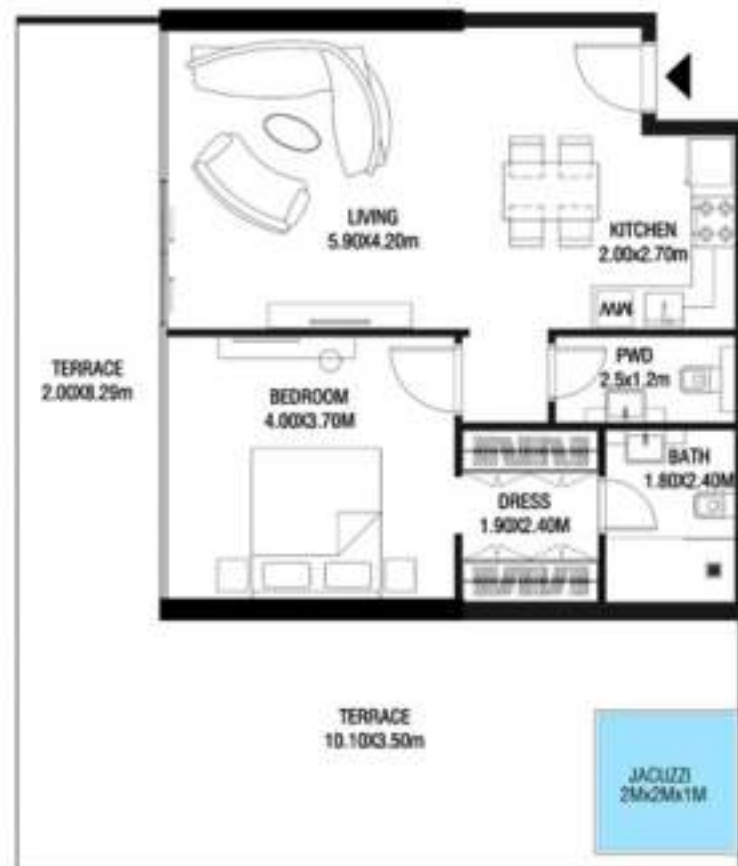 LIVING
5.90X4.20m
KITCHEN
2.00x2.70m
MW
TERRACE
2.00X8.29m
BEDROOM
4.00X3.70M
PWD
2.5x1.2m
BATH
1.80X2.40M
DRESS
1.90X2.40M
TERRACE
10.10X3.50m
JACUZZI
2Mx2Mx1M